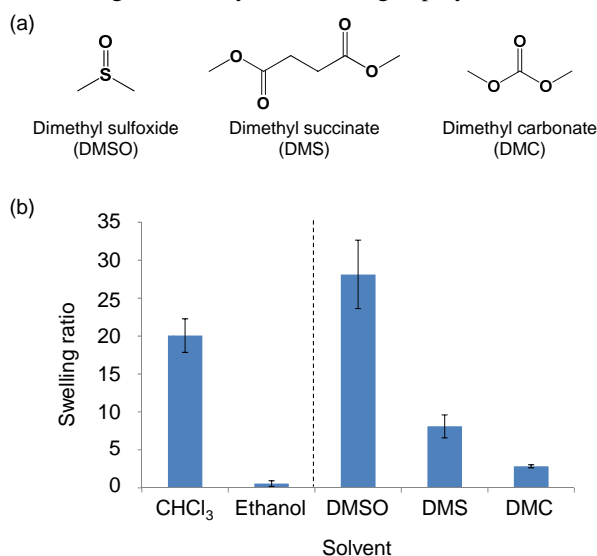 (a)
O
S
O
O
O
O
O
O
O
Dimethyl sulfoxide
(DMSO)
Dimethyl succinate
(DMS)
Dimethyl carbonate
(DMC)
(b)
Swelling ratio
35
30
25
20
15
10
5
0
CHCl₃ Ethanol DMSO DMS DMC
Solvent